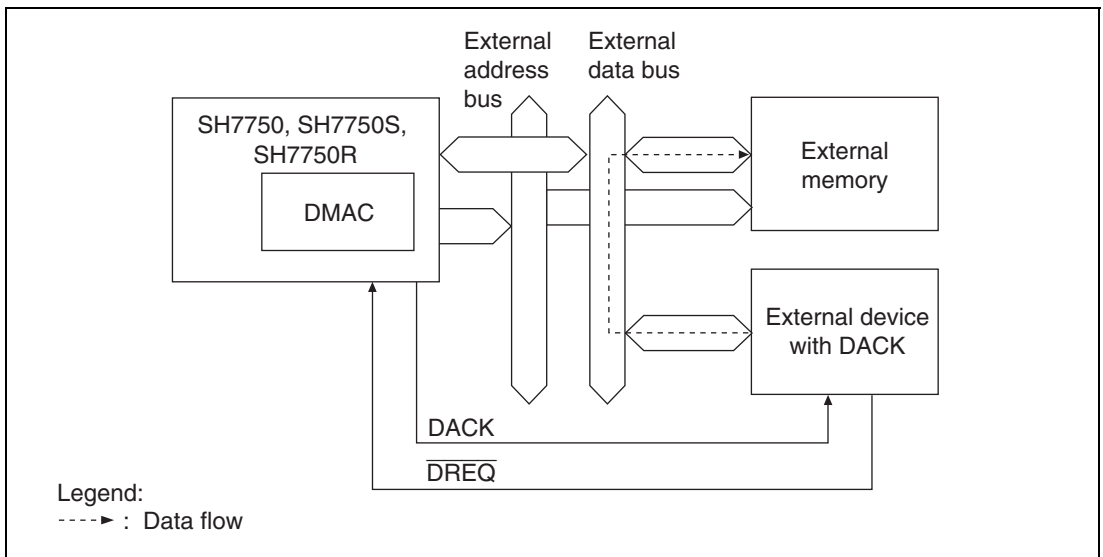 External
address
bus
External
data bus
SH7750, SH7750S,
SH7750R
DMAC
External
memory
External device
with DACK
DACK
D̅R̅E̅Q̅
Legend:
: Data flow